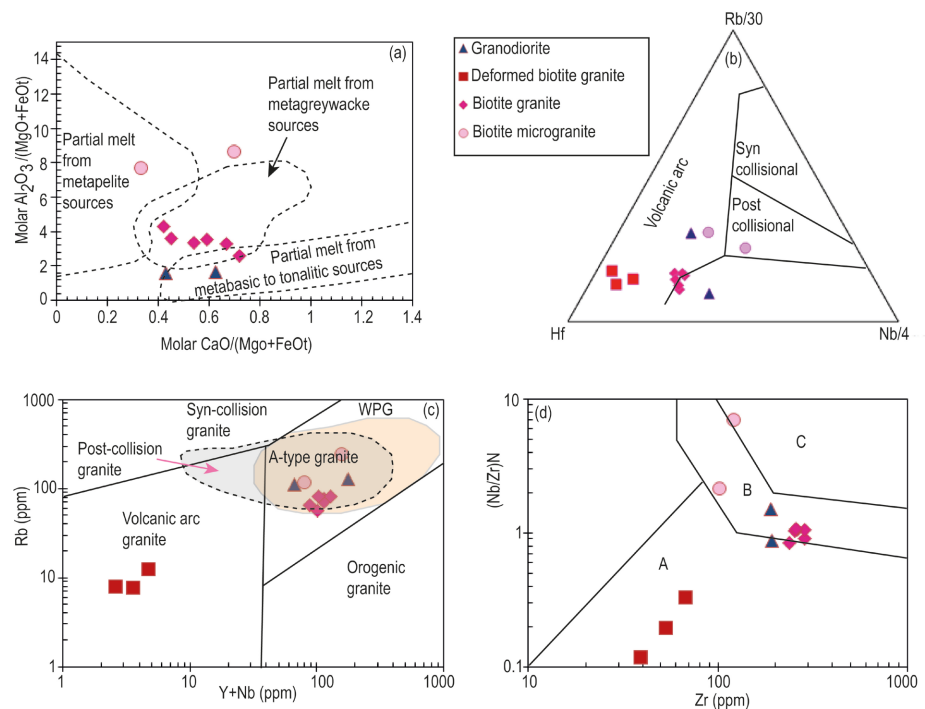 (a)
14
12
10
8
6
4
2
0
Molar Al2O3/(MgO+FeOt)
Partial melt
from
metapelite
sources
Partial melt from
metagreywacke
sources
Partial melt from
metabasic to tonalitic sources
0
0.4
0.6
0.8
1.0
1.2
1.4
Molar CaO/(Mgo+FeOt)
Granodiorite
Deformed biotite granite
Biotite granite
Biotite microgranite
Rb/30
(b)
Volcanic arc
Syn
collisional
Post
collisional
Hf
Nb/4
(c)
1000
100
10
1
Rb (ppm)
Syn-collision
granite
WPG
Post-collision
granite
A-type granite
Volcanic arc
granite
Orogenic
granite
1
10
100
1000
Y+Nb (ppm)
(d)
10
1
0.1
(Nb/Zr)N
A
B
C
10
100
1000
Zr (ppm)